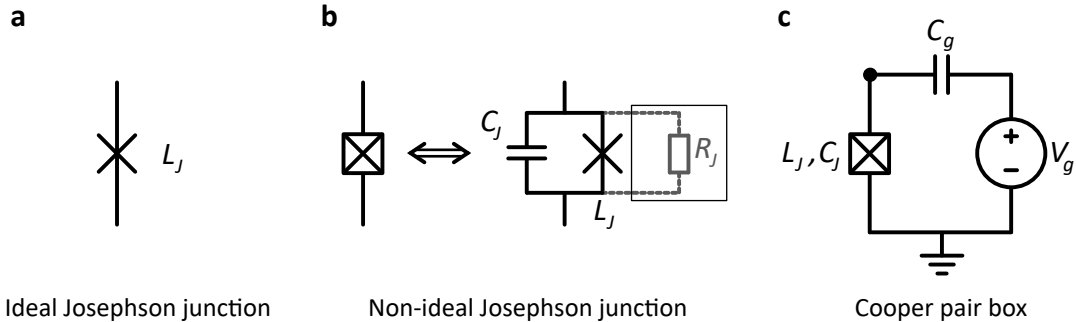 a
L_J
Ideal Josephson junction
b
C_J
L_J
R_J
Non-ideal Josephson junction
c
C_g
L_J , C_J
+
−
V_g
Cooper pair box